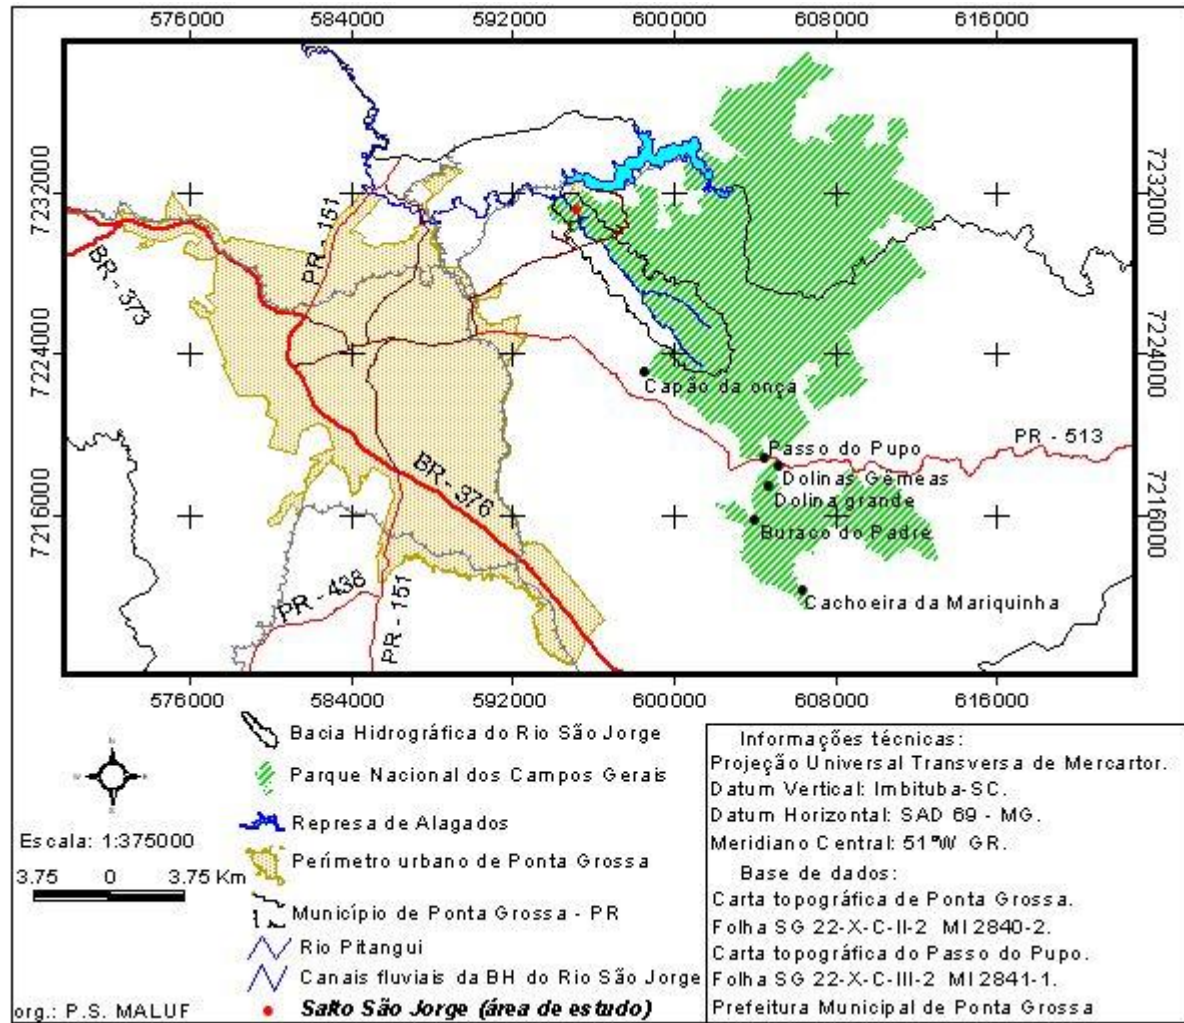 576000 584000 592000 600000 608000 616000
7232000
7224000
7216000
7232000
7224000
7216000
BR - 373
PR - 151
BR - 376
PR - 438
PR - 151
PR - 513
Capão da onça
Passo do Pupo
Dolinas Gêmeas
Dolina grande
Buraco do Padre
Cachoeira da Mariquinha
576000 584000 592000 600000 608000 616000
Escala: 1:375000
3.75 0 3.75 Km
org.: P.S. MALUF
Bacia Hidrográfica do Rio São Jorge
Parque Nacional dos Campos Gerais
Represa de Alagados
Perímetro urbano de Ponta Grossa
Município de Ponta Grossa - PR
Rio Pitangui
Canais fluviais da BH do Rio São Jorge
Salto São Jorge (área de estudo)
Informações técnicas:
Projeção Universal Transversa de Mercartor.
Datum Vertical: Imbituba-SC.
Datum Horizontal: SAD 69 - MG.
Meridiano Central: 51°W GR.
Base de dados:
Carta topográfica de Ponta Grossa.
Folha SG 22-X-C-II-2 MI 2840-2.
Carta topográfica do Passo do Pupo.
Folha SG 22-X-C-III-2 MI 2841-1.
Prefeitura Municipal de Ponta Grossa